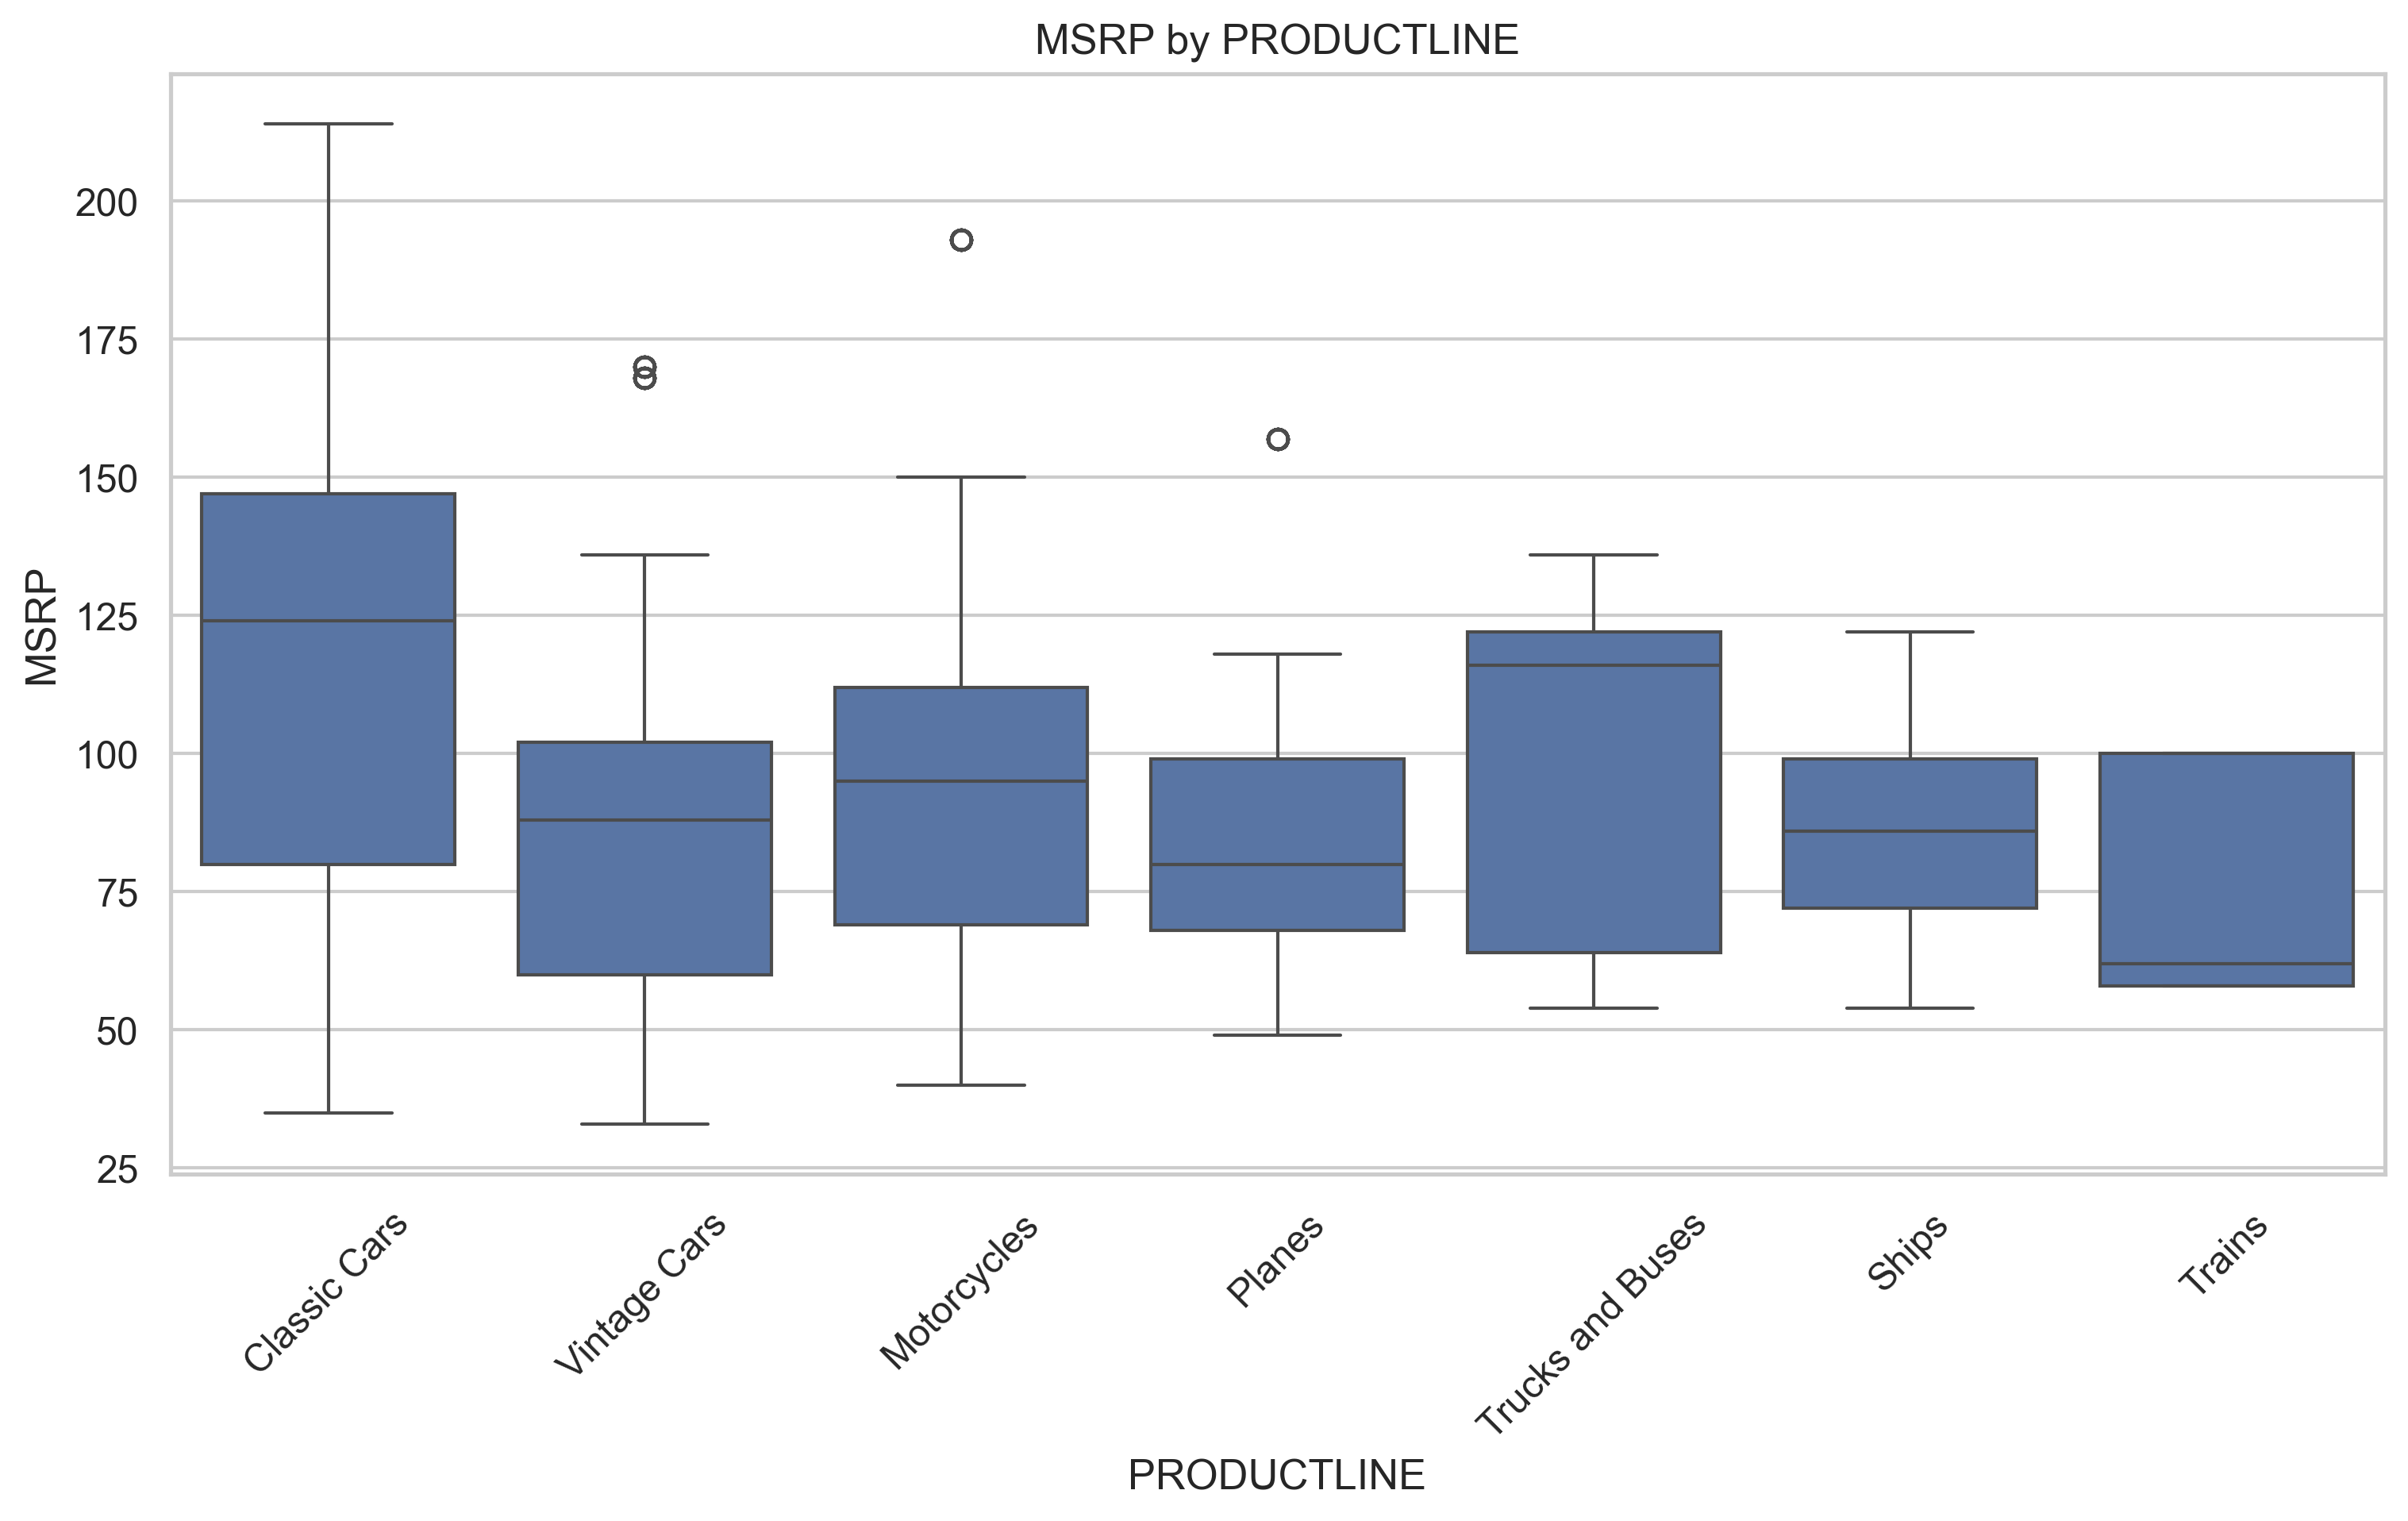 MSRP by PRODUCTLINE
MSRP
200
175
150
125
100
75
50
25
Classic Cars
Vintage Cars
Motorcycles
Planes
Trucks and Buses
Ships
Trains
PRODUCTLINE